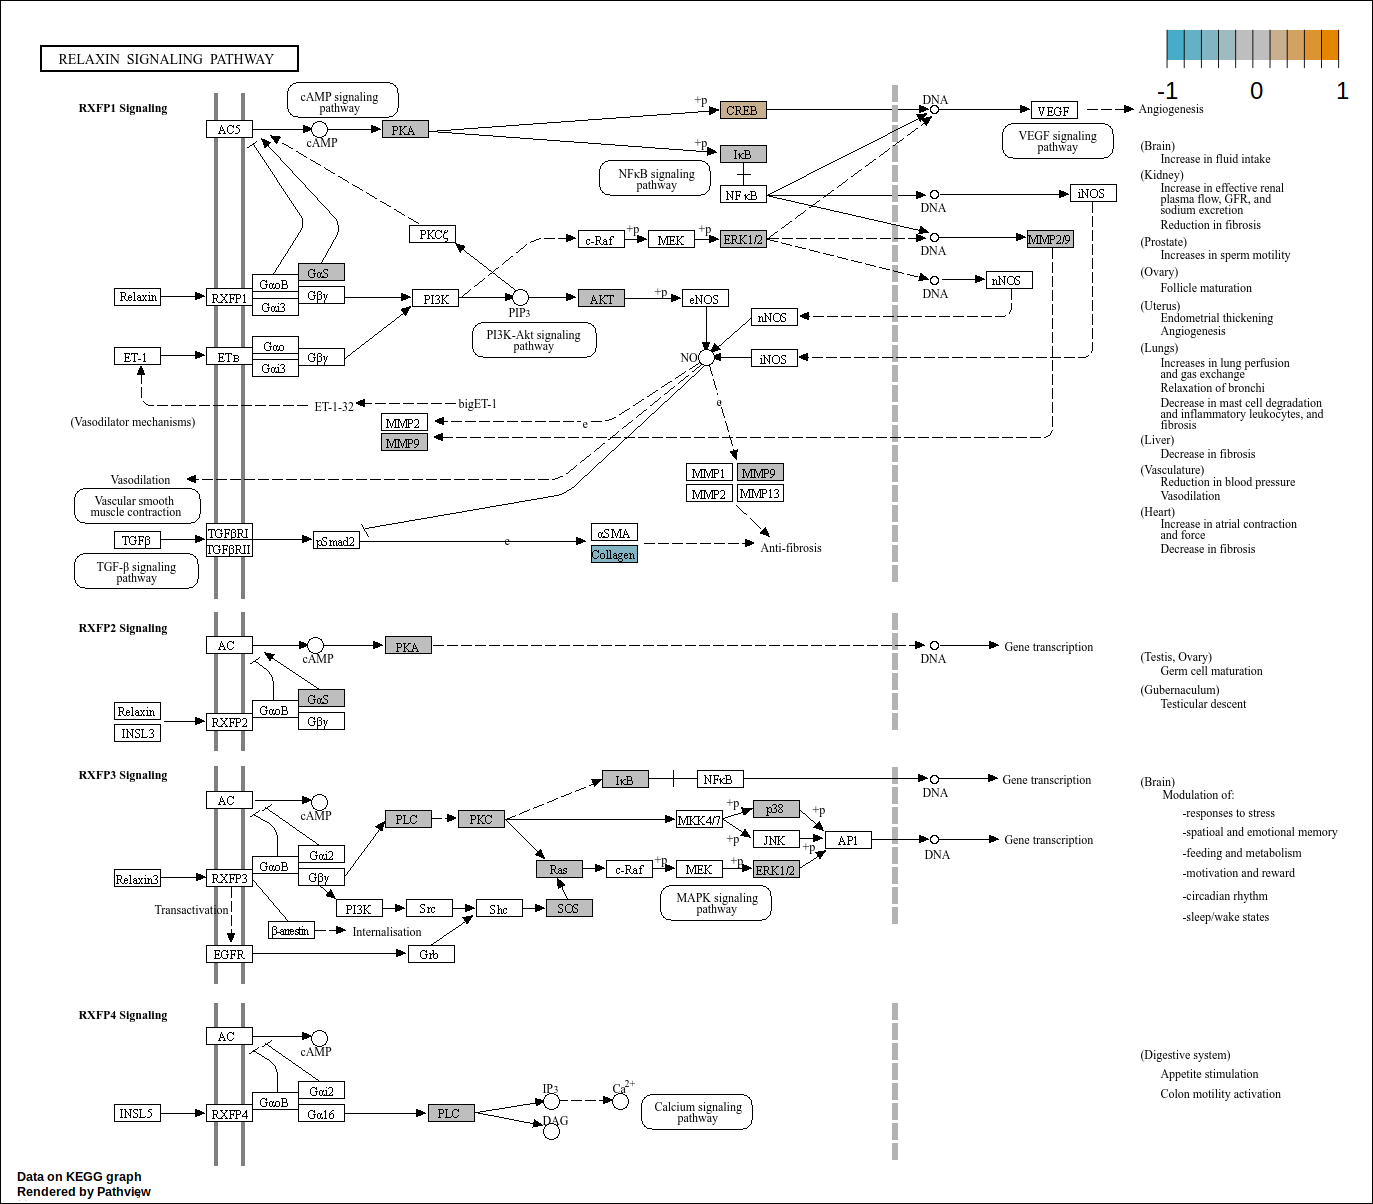 RELAXIN SIGNALING PATHWAY
-1 0 1
RXFP1 Signaling
cAMP signaling
pathway
AC5
cAMP
PKA
+p
CREB
DNA
VEGF
Angiogenesis
VEGF signaling
pathway
+p
IκB
NFκB signaling
pathway
NFκB
DNA
iNOS
PKCζ
c-Raf
+p
MEK
+p
ERK1/2
DNA
MMP2/9
GαS
GαoB
Gβγ
Gαi3
Relaxin
RXFP1
PI3K
PIP3
AKT
+p
eNOS
DNA
nNOS
nNOS
PI3K-Akt signaling
pathway
ET-1
ETB
Gαo
Gβγ
Gαi3
NO
iNOS
ET-1-32
bigET-1
(Vasodilator mechanisms)
MMP2
e
e
MMP9
Vasodilation
MMP1
MMP9
MMP2
MMP13
Vascular smooth
muscle contraction
TGFβ
TGFβRI
TGFβRII
pSmad2
e
αSMA
Collagen
Anti-fibrosis
TGF-β signaling
pathway
(Brain)
Increase in fluid intake
(Kidney)
Increase in effective renal
plasma flow, GFR, and
sodium excretion
Reduction in fibrosis
(Prostate)
Increases in sperm motility
(Ovary)
Follicle maturation
(Uterus)
Endometrial thickening
Angiogenesis
(Lungs)
Increases in lung perfusion
and gas exchange
Relaxation of bronchi
Decrease in mast cell degradation
and inflammatory leukocytes, and
fibrosis
(Liver)
Decrease in fibrosis
(Vasculature)
Reduction in blood pressure
Vasodilation
(Heart)
Increase in atrial contraction
and force
Decrease in fibrosis
RXFP2 Signaling
AC
cAMP
PKA
DNA
Gene transcription
GαS
GαoB
Gβγ
Relaxin
INSL3
RXFP2
(Testis, Ovary)
Germ cell maturation
(Gubernaculum)
Testicular descent
RXFP3 Signaling
AC
cAMP
IκB
NFκB
DNA
Gene transcription
PLC
PKC
MKK4/7
+p
p38
+p
+p
JNK
AP1
DNA
Gene transcription
+p
Gαi2
GαoB
Gβγ
Relaxin3
RXFP3
Ras
c-Raf
+p
MEK
+p
ERK1/2
MAPK signaling
pathway
Transactivation
PI3K
Src
Shc
SOS
β-arrestin
Internalisation
EGFR
Grb
(Brain)
Modulation of:
-responses to stress
-spatioal and emotional memory
-feeding and metabolism
-motivation and reward
-circadian rhythm
-sleep/wake states
RXFP4 Signaling
AC
cAMP
Gαi2
GαoB
Gα16
INSL5
RXFP4
PLC
IP3
Ca2+
DAG
Calcium signaling
pathway
(Digestive system)
Appetite stimulation
Colon motility activation
Data on KEGG graph
Rendered by Pathview